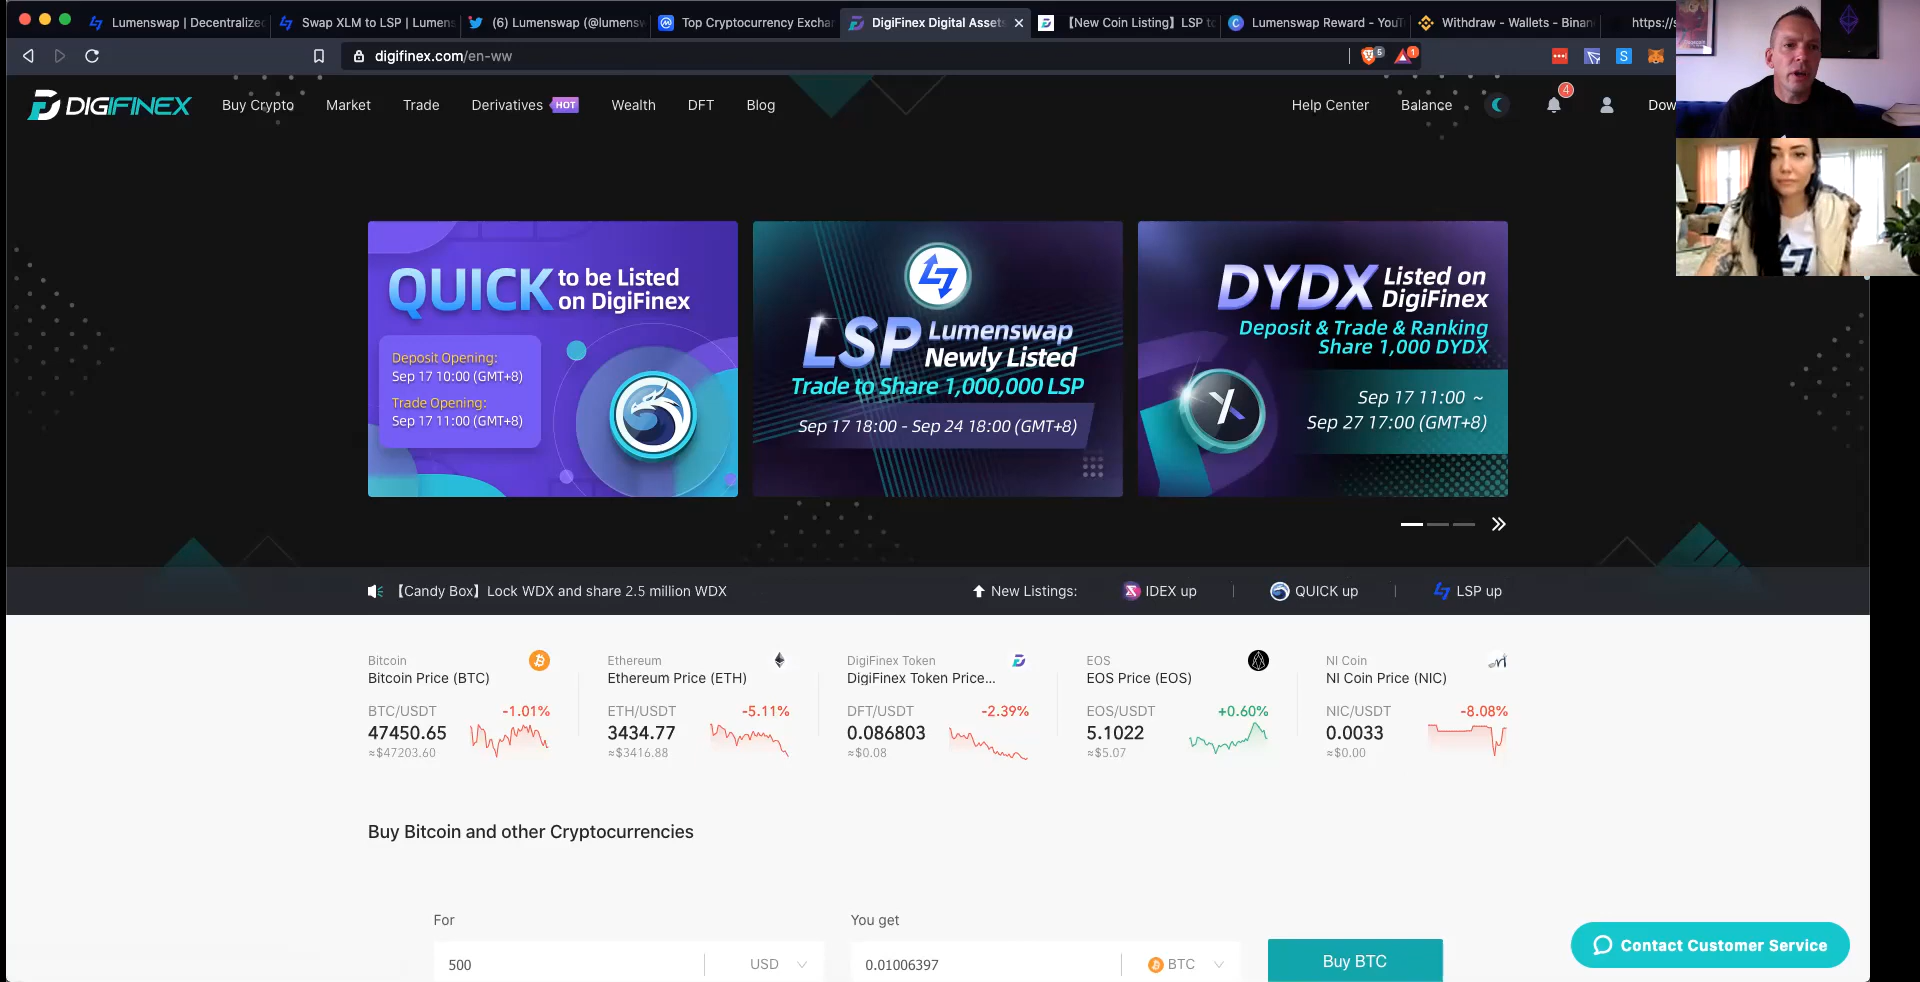 Lumenswap | Decentralized
Swap XLM to LSP | Lumens
(6) Lumenswap (@lumensw
Top Cryptocurrency Exchan
DigiFinex Digital Assets
【New Coin Listing】LSP to
Lumenswap Reward - YouT
Withdraw - Wallets - Binan
https://s
digifinex.com/en-ww
5
1
DIGIFINEX
Buy Crypto
Market
Trade
Derivatives HOT
Wealth
DFT
Blog
Help Center
Balance
4
Dow
QUICK to be Listed
on DigiFinex
Deposit Opening:
Sep 17 10:00 (GMT+8)
Trade Opening:
Sep 17 11:00 (GMT+8)
LSP Lumenswap
Newly Listed
Trade to Share 1,000,000 LSP
Sep 17 18:00 - Sep 24 18:00 (GMT+8)
DYDX Listed on
DigiFinex
Deposit & Trade & Ranking
Share 1,000 DYDX
Sep 17 11:00 ~
Sep 27 17:00 (GMT+8)
【Candy Box】Lock WDX and share 2.5 million WDX
New Listings:
IDEX up
QUICK up
LSP up
Bitcoin
Bitcoin Price (BTC)
BTC/USDT -1.01%
47450.65
≈$47203.60
Ethereum
Ethereum Price (ETH)
ETH/USDT -5.11%
3434.77
≈$3416.88
DigiFinex Token
DigiFinex Token Price...
DFT/USDT -2.39%
0.086803
≈$0.08
EOS
EOS Price (EOS)
EOS/USDT +0.60%
5.1022
≈$5.07
NI Coin
NI Coin Price (NIC)
NIC/USDT -8.08%
0.0033
≈$0.00
Buy Bitcoin and other Cryptocurrencies
For
500
USD
You get
0.01006397
BTC
Buy BTC
Contact Customer Service